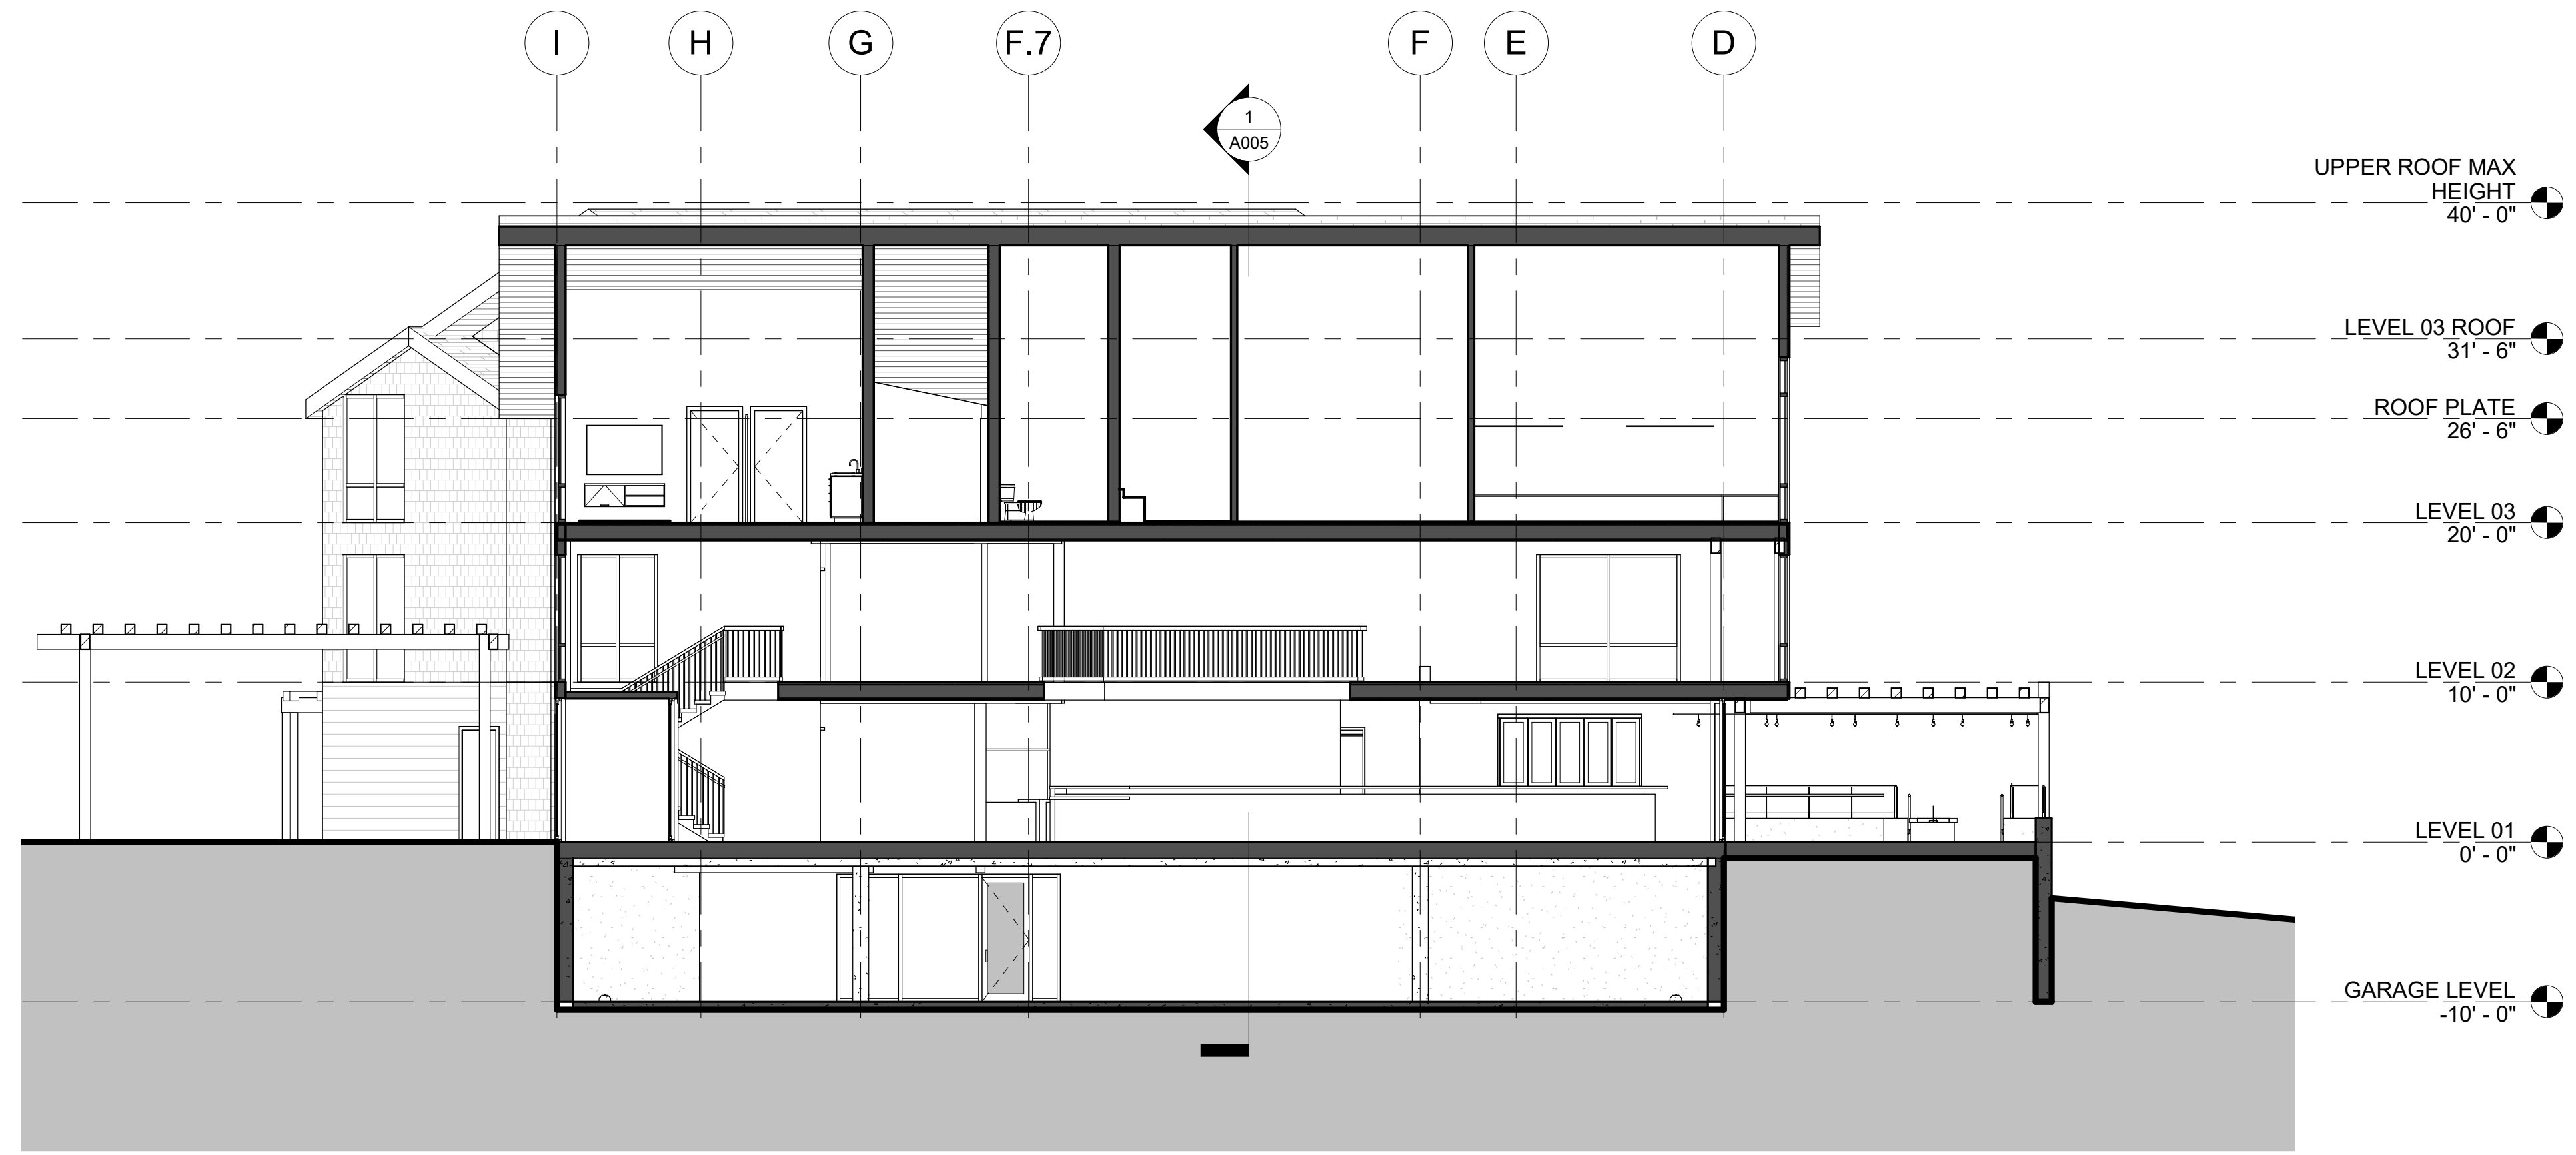 I
H
G
F.7
F
E
D
1
A005
UPPER ROOF MAX
HEIGHT
40' - 0"
LEVEL 03 ROOF
31' - 6"
ROOF PLATE
26' - 6"
LEVEL 03
20' - 0"
LEVEL 02
10' - 0"
LEVEL 01
0' - 0"
GARAGE LEVEL
-10' - 0"